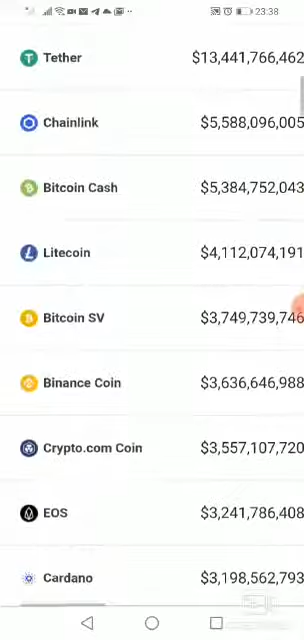 23:38
Tether $13,441,766,462
Chainlink $5,588,096,005
Bitcoin Cash $5,384,752,043
Litecoin $4,112,074,191
Bitcoin SV $3,749,739,746
Binance Coin $3,636,646,988
Crypto.com Coin $3,557,107,720
EOS $3,241,786,408
Cardano $3,198,562,793